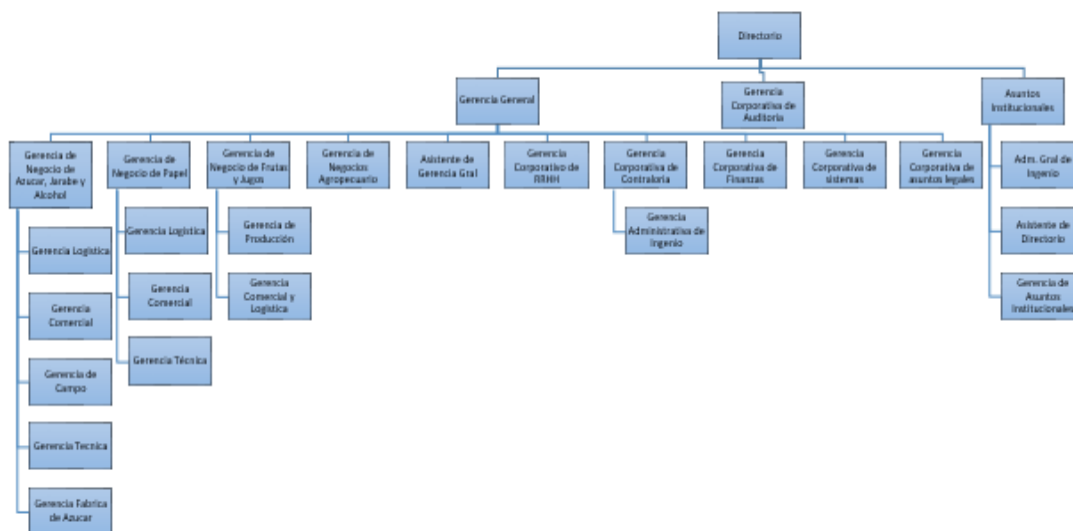 Directorio
Gerencia General
Gerencia
Corporativa de
Auditoria
Asuntos
Institucionales
Gerencia de
Negocio de
Azucar, Jarabe y
Alcohol
Gerencia de
Negocio de Papel
Gerencia de
Negocio de Frutas
y Jugos
Gerencia de
Negocios
Agropecuario
Asistente de
Gerencia Gral
Gerencia
Corporativo de
RRHH
Gerencia
Corporativa de
Contraloria
Gerencia
Corporativa de
Finanzas
Gerencia
Corporativa de
sistemas
Gerencia
Corporativa de
asuntos legales
Adm. Gral de
Ingenio
Gerencia Logística
Gerencia Logística
Gerencia de
Producción
Gerencia
Administrativa de
Ingenio
Asistente de
Directorio
Gerencia
Comercial
Gerencia
Comercial
Gerencia
Comercial y
Logística
Gerencia de
Asuntos
Institucionales
Gerencia de
Campo
Gerencia Técnica
Gerencia Tecnica
Gerencia Fabrica
de Azucar